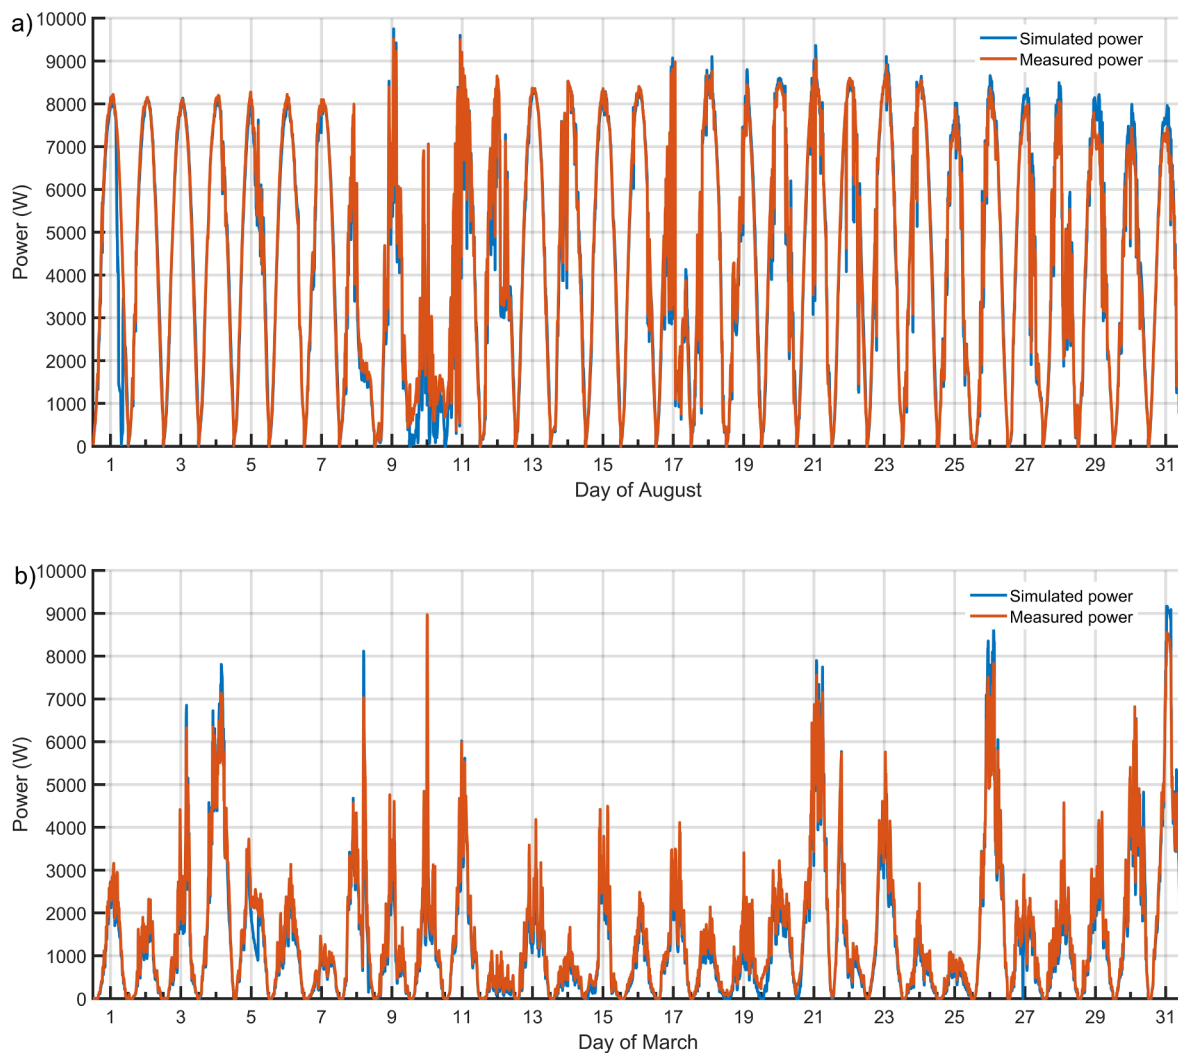 a)
10000
9000
8000
7000
6000
5000
4000
3000
2000
1000
0
Power (W)
Simulated power
Measured power
1 3 5 7 9 11 13 15 17 19 21 23 25 27 29 31
Day of August
b)
10000
9000
8000
7000
6000
5000
4000
3000
2000
1000
0
Power (W)
Simulated power
Measured power
1 3 5 7 9 11 13 15 17 19 21 23 25 27 29 31
Day of March